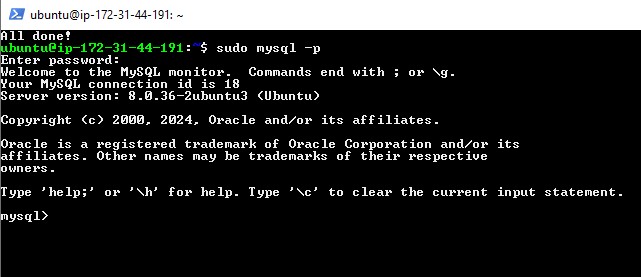 ubuntu@ip-172-31-44-191: ~
All done!
ubuntu@ip-172-31-44-191:~$ sudo mysql -p
Enter password:
Welcome to the MySQL monitor.  Commands end with ; or \g.
Your MySQL connection id is 18
Server version: 8.0.36-2ubuntu3 (Ubuntu)
Copyright (c) 2000, 2024, Oracle and/or its affiliates.
Oracle is a registered trademark of Oracle Corporation and/or its
affiliates. Other names may be trademarks of their respective
owners.
Type 'help;' or '\h' for help. Type '\c' to clear the current input statement.
mysql>